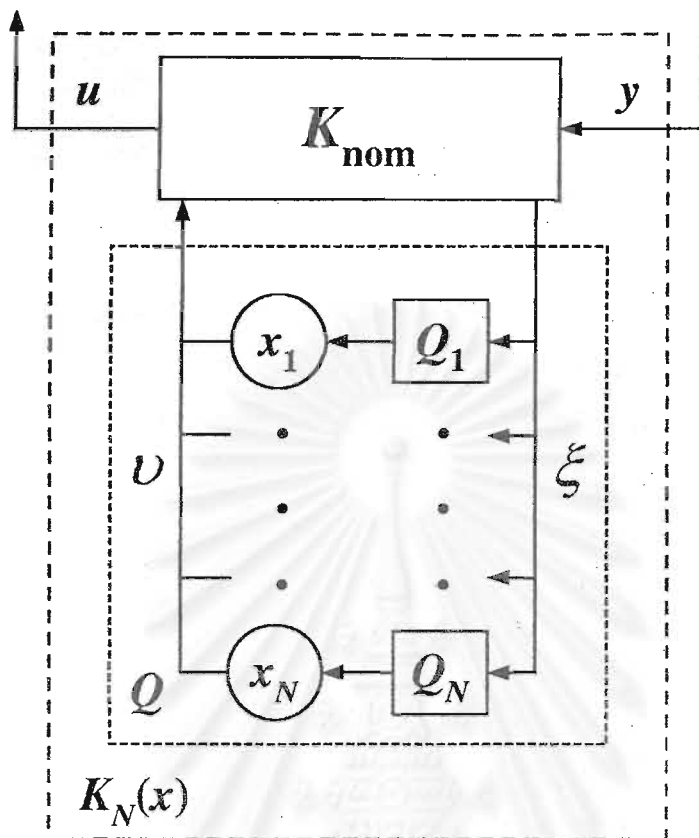 u
y
K_nom
x_1
Q_1
υ
ξ
x_N
Q_N
Q
K_N(x)